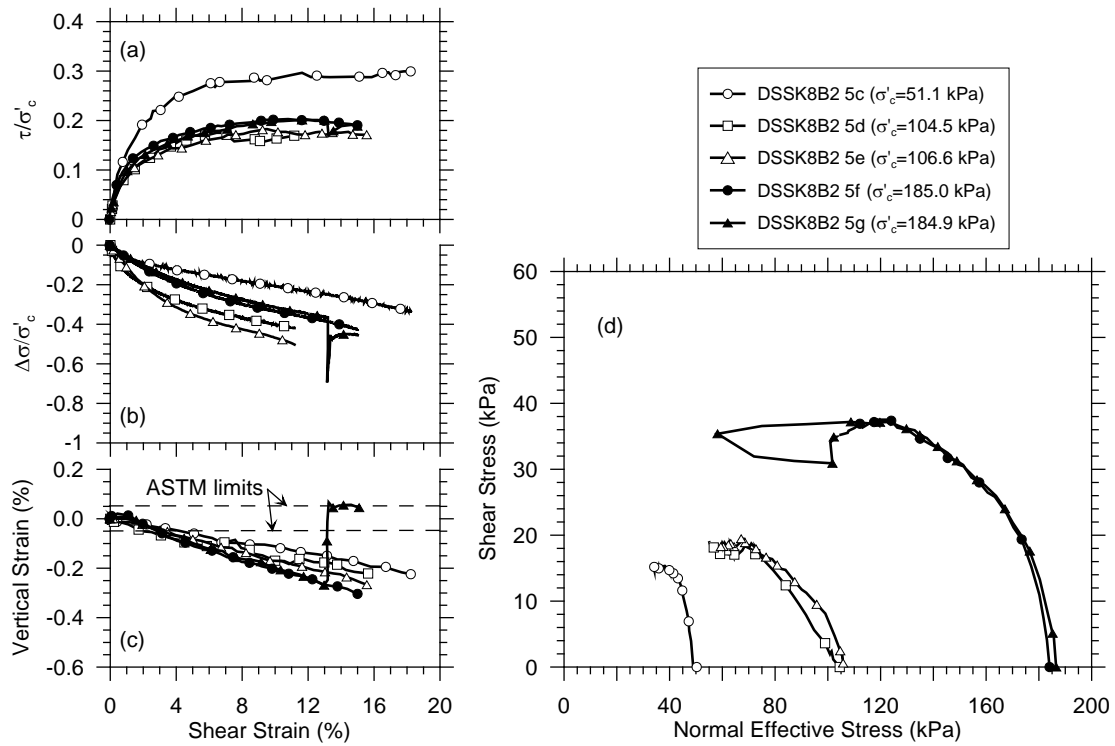 0.4
0.3
0.2
0.1
0
τ/σ'c
(a)
0
-0.2
-0.4
-0.6
-0.8
-1
Δσ/σ'c
(b)
0.2
0.0
-0.2
-0.4
-0.6
Vertical Strain (%)
ASTM limits
(c)
0 4 8 12 16 20
Shear Strain (%)
DSSK8B2 5c (σ'c=51.1 kPa)
DSSK8B2 5d (σ'c=104.5 kPa)
DSSK8B2 5e (σ'c=106.6 kPa)
DSSK8B2 5f (σ'c=185.0 kPa)
DSSK8B2 5g (σ'c=184.9 kPa)
60
50
40
30
20
10
0
Shear Stress (kPa)
(d)
0 40 80 120 160 200
Normal Effective Stress (kPa)